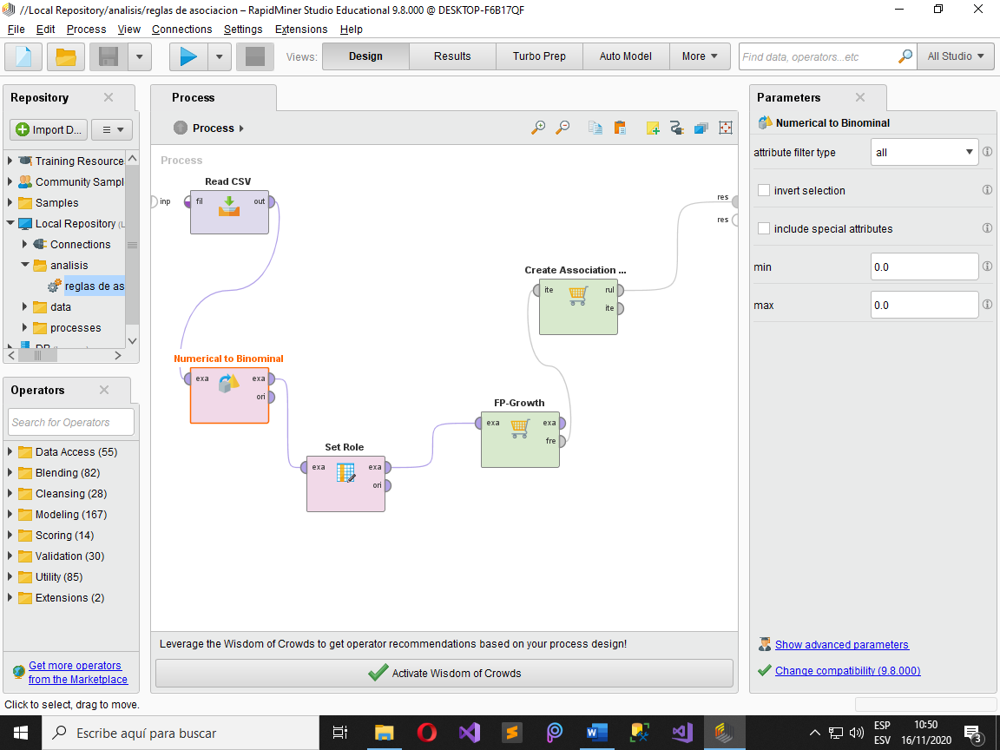 //Local Repository/analisis/reglas de asociacion – RapidMiner Studio Educational 9.8.000 @ DESKTOP-F6B17QF
File Edit Process View Connections Settings Extensions Help
Views: Design Results Turbo Prep Auto Model More Find data, operators...etc All Studio
Repository
Import D...
Training Resource
Community Sampl
Samples
Local Repository (L
Connections
analisis
reglas de as
data
processes
Operators
Search for Operators
Data Access (55)
Blending (82)
Cleansing (28)
Modeling (167)
Scoring (14)
Validation (30)
Utility (85)
Extensions (2)
Get more operators
from the Marketplace
Process
Process
Process
Read CSV
inp fil out
res
res
Create Association ...
ite rul
ite
Numerical to Binominal
exa exa
ori
FP-Growth
exa exa
fre
Set Role
exa exa
ori
Leverage the Wisdom of Crowds to get operator recommendations based on your process design!
Activate Wisdom of Crowds
Parameters
Numerical to Binominal
attribute filter type all
invert selection
include special attributes
min 0.0
max 0.0
Show advanced parameters
Change compatibility (9.8.000)
Click to select, drag to move.
Escribe aquí para buscar
ESP
ESV
10:50
16/11/2020
3